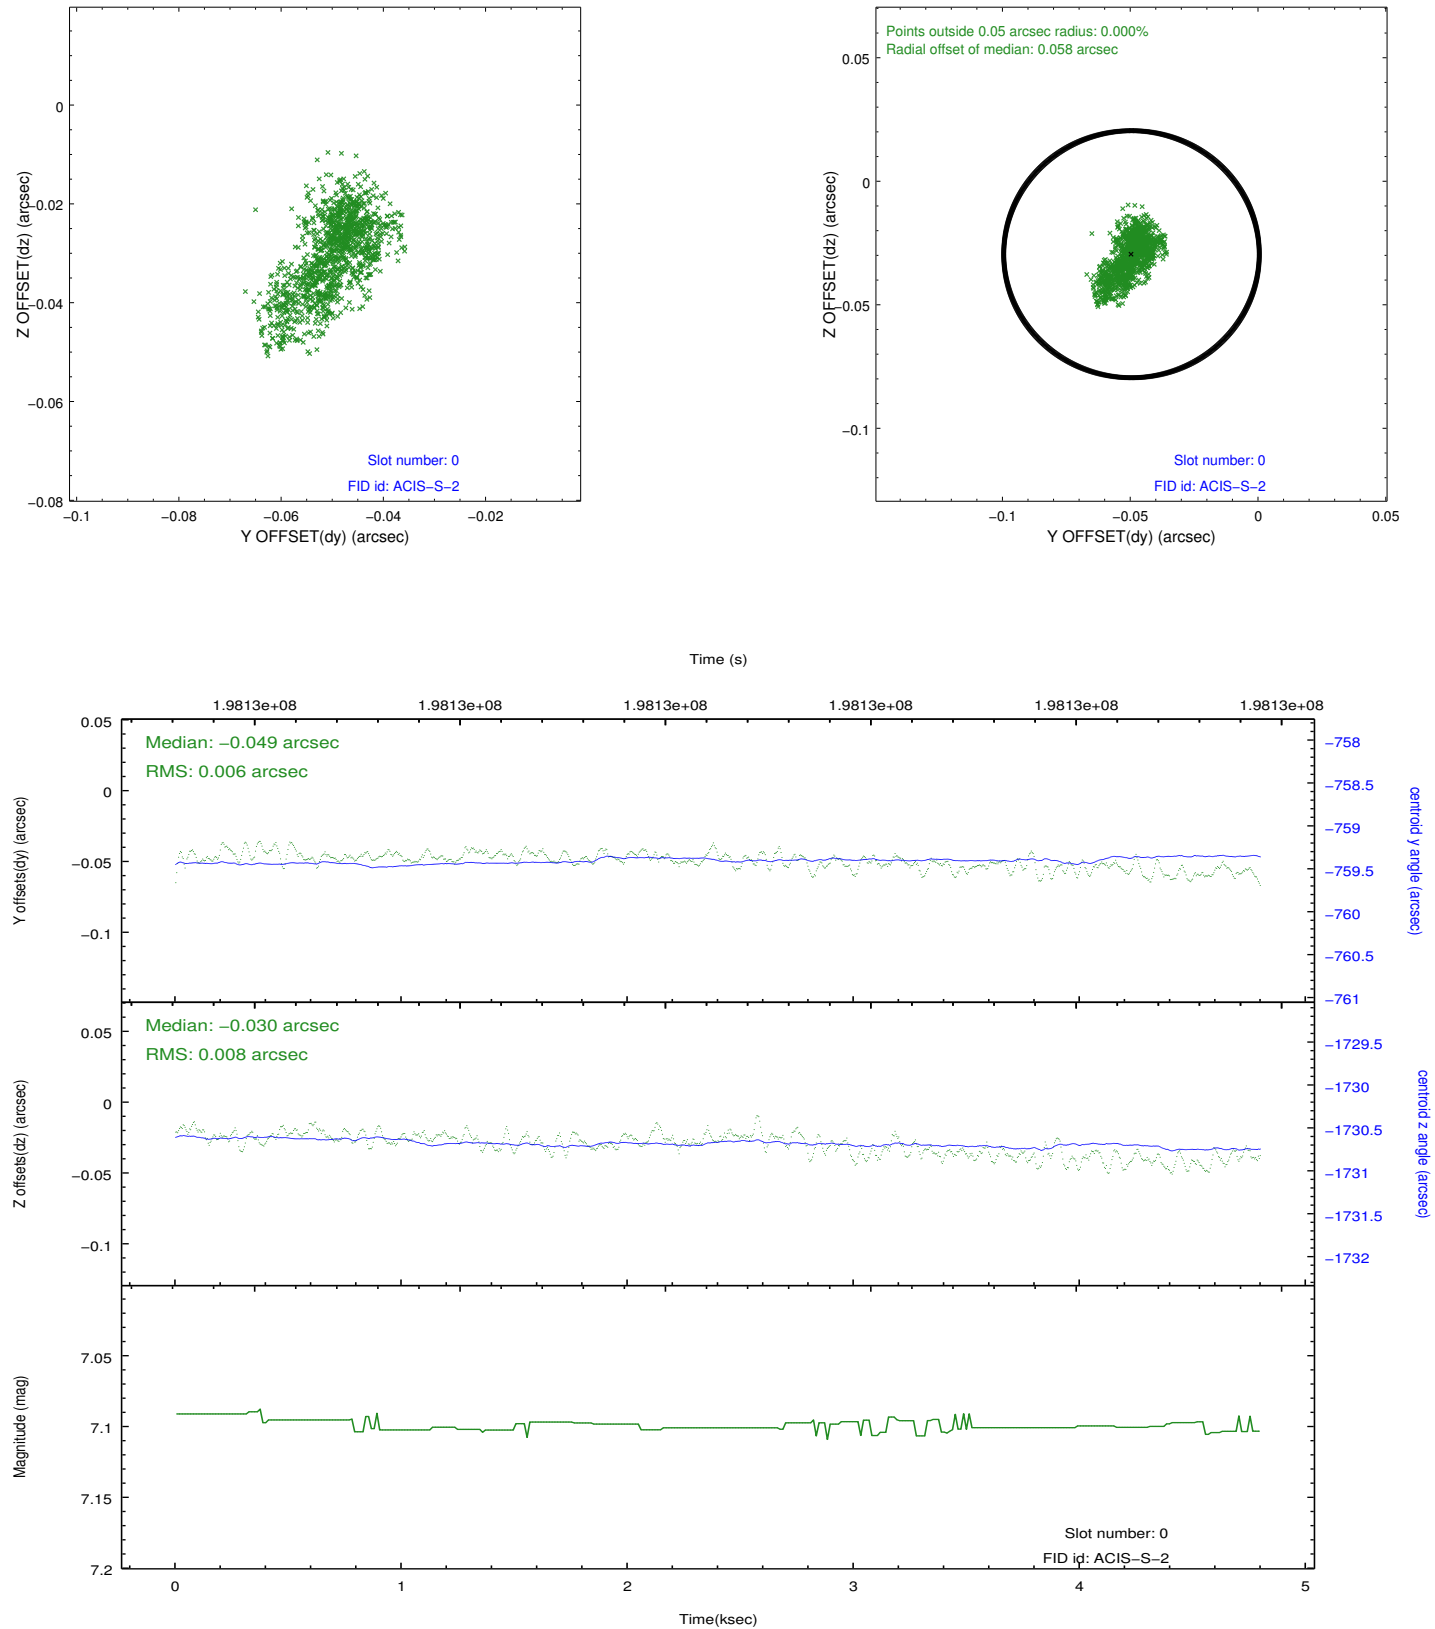 0
−0.02
−0.04
−0.06
−0.08
Z OFFSET(dz) (arcsec)
Slot number: 0
FID id: ACIS−S−2
−0.1
−0.08
−0.06
−0.04
−0.02
Y OFFSET(dy) (arcsec)
Points outside 0.05 arcsec radius: 0.000%
Radial offset of median: 0.058 arcsec
0.05
0
−0.05
−0.1
Z OFFSET(dz) (arcsec)
Slot number: 0
FID id: ACIS−S−2
−0.1
−0.05
0
0.05
Y OFFSET(dy) (arcsec)
Time (s)
1.9813e+08
1.9813e+08
1.9813e+08
1.9813e+08
1.9813e+08
1.9813e+08
Median: −0.049 arcsec
RMS: 0.006 arcsec
0.05
0
−0.05
−0.1
Y offsets(dy) (arcsec)
−758
−758.5
−759
−759.5
−760
−760.5
−761
centroid y angle (arcsec)
Median: −0.030 arcsec
RMS: 0.008 arcsec
0.05
0
−0.05
−0.1
Z offsets(dz) (arcsec)
−1729.5
−1730
−1730.5
−1731
−1731.5
−1732
centroid z angle (arcsec)
7.05
7.1
7.15
7.2
Magnitude (mag)
Slot number: 0
FID id: ACIS−S−2
0
1
2
3
4
5
Time(ksec)